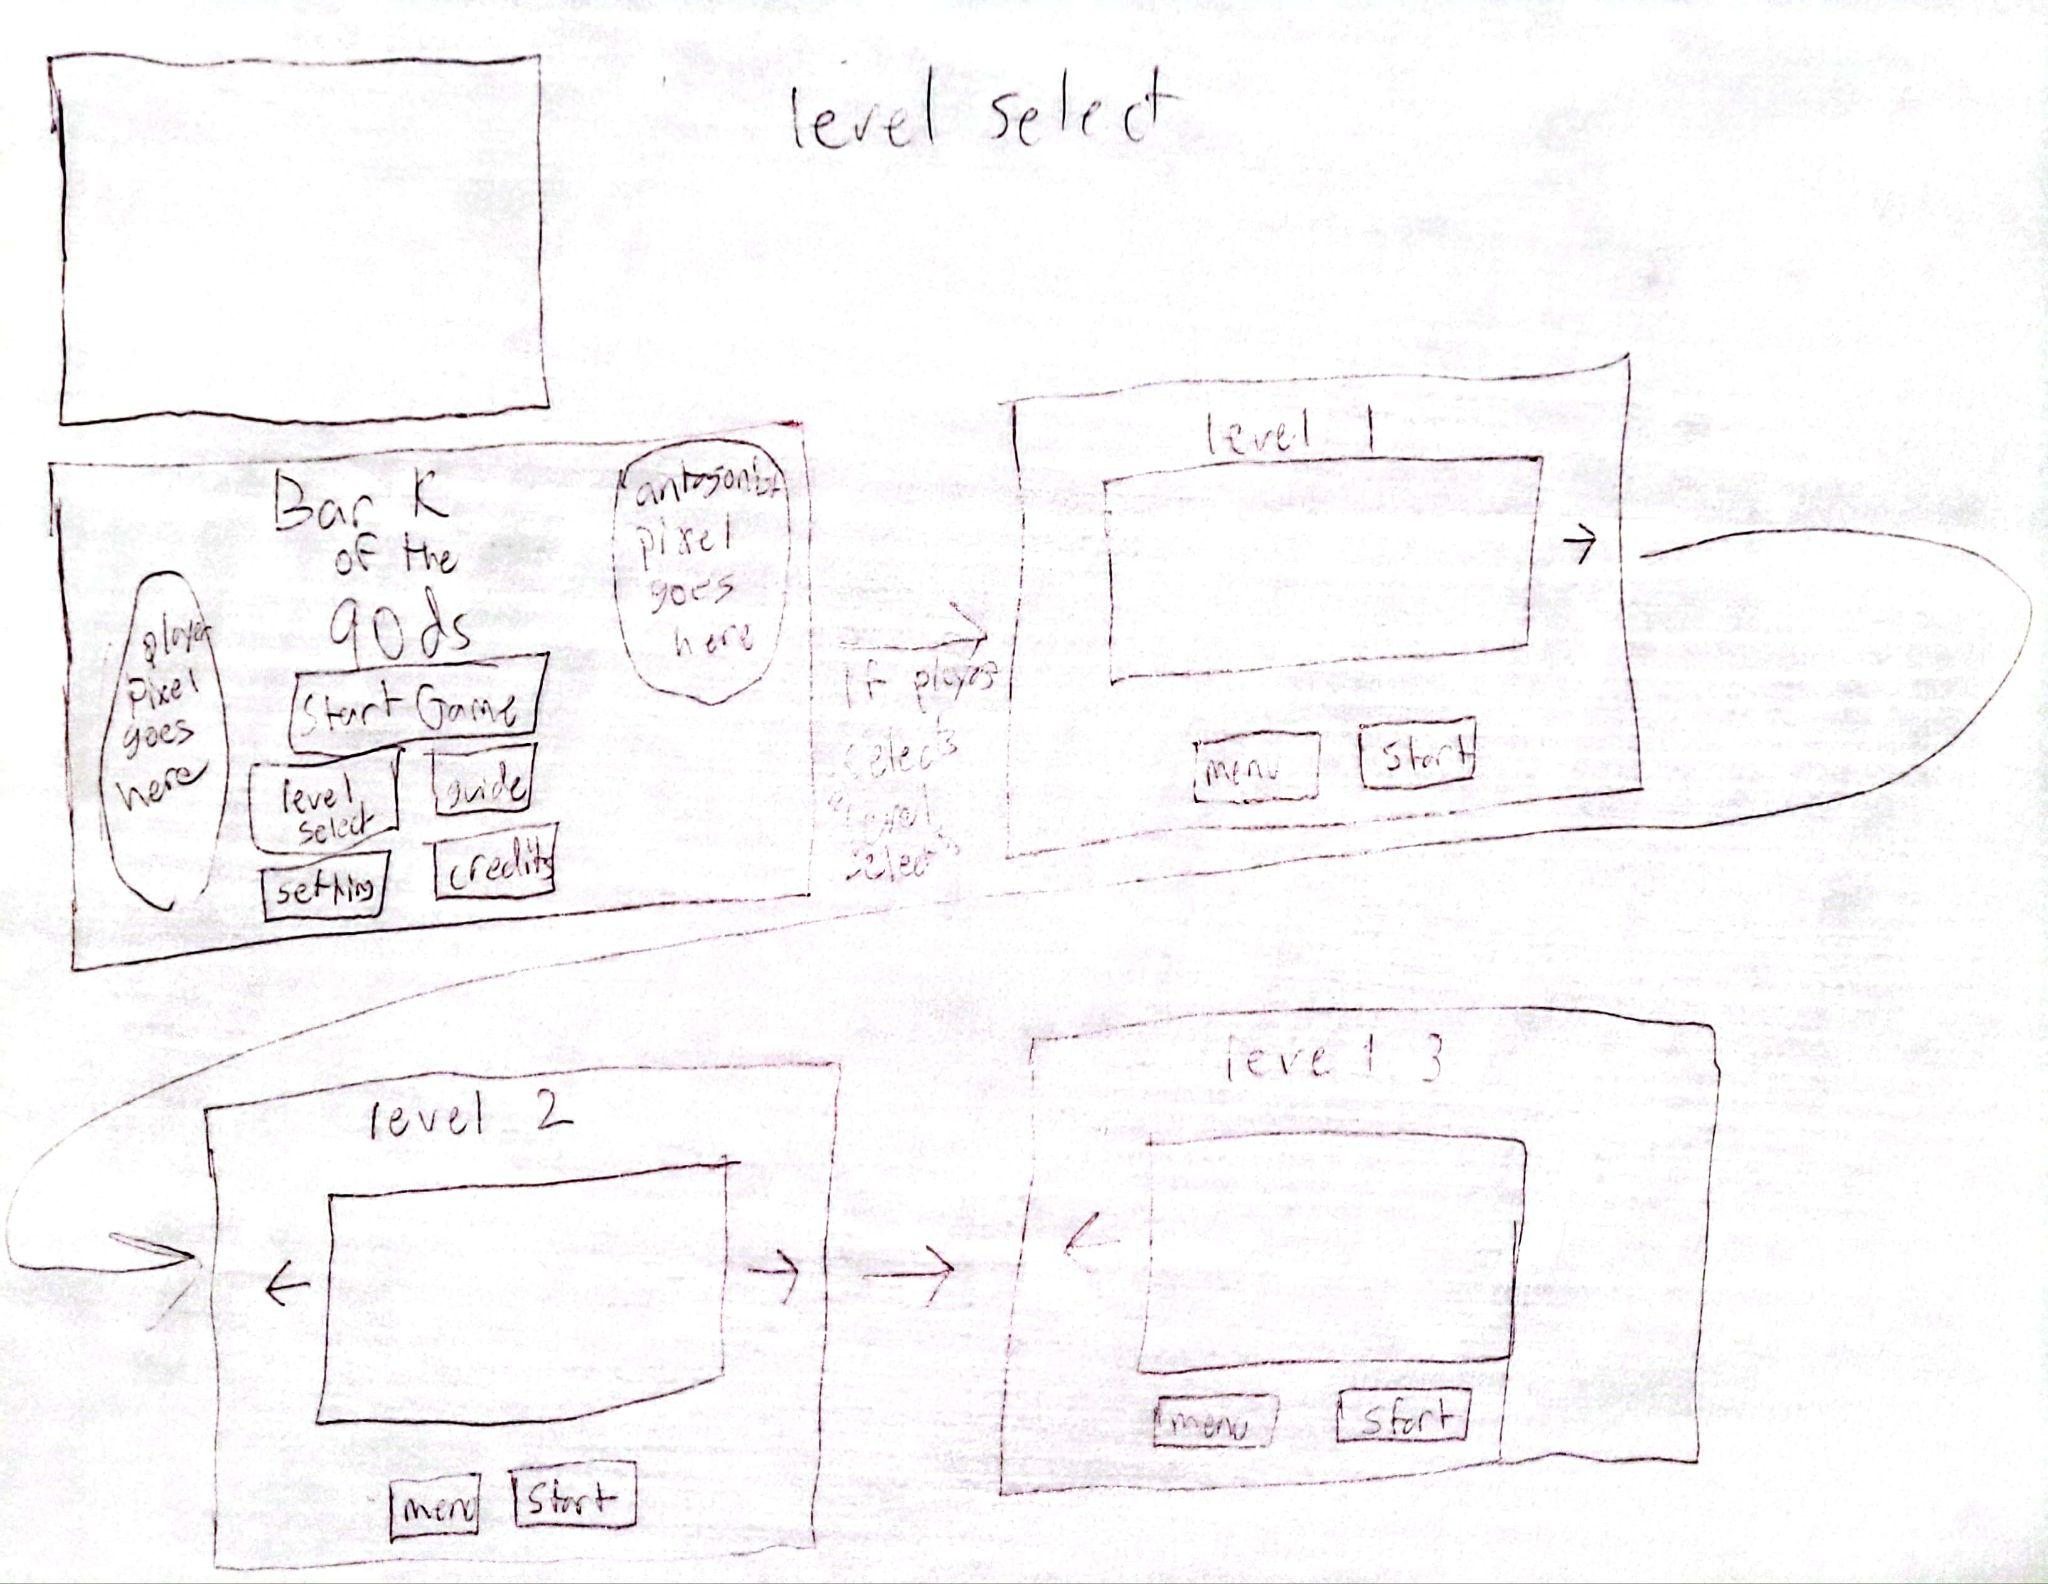 level select
Bar K
of the
gods
antagonist
pixel
goes
here
player
pixel
goes
here
Start Game
level
select
guide
setting
credits
If player
selects
"level
select"
level 1
→
menu
start
level 2
← →
menu
start
level 3
←
menu
start